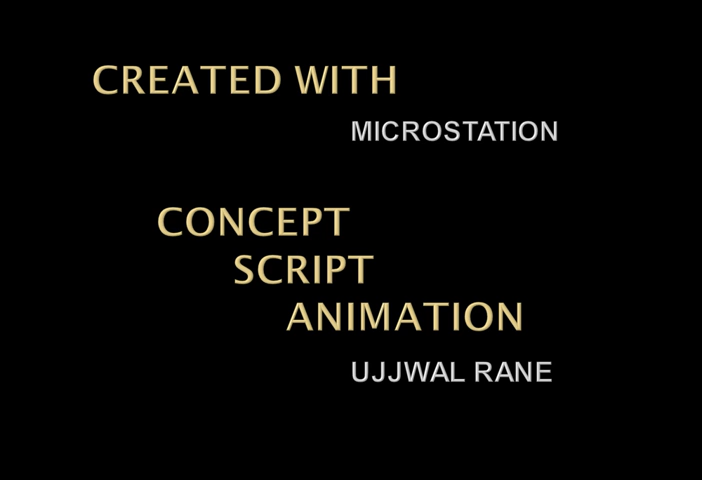 CREATED WITH
MICROSTATION
CONCEPT
SCRIPT
ANIMATION
UJJWAL RANE